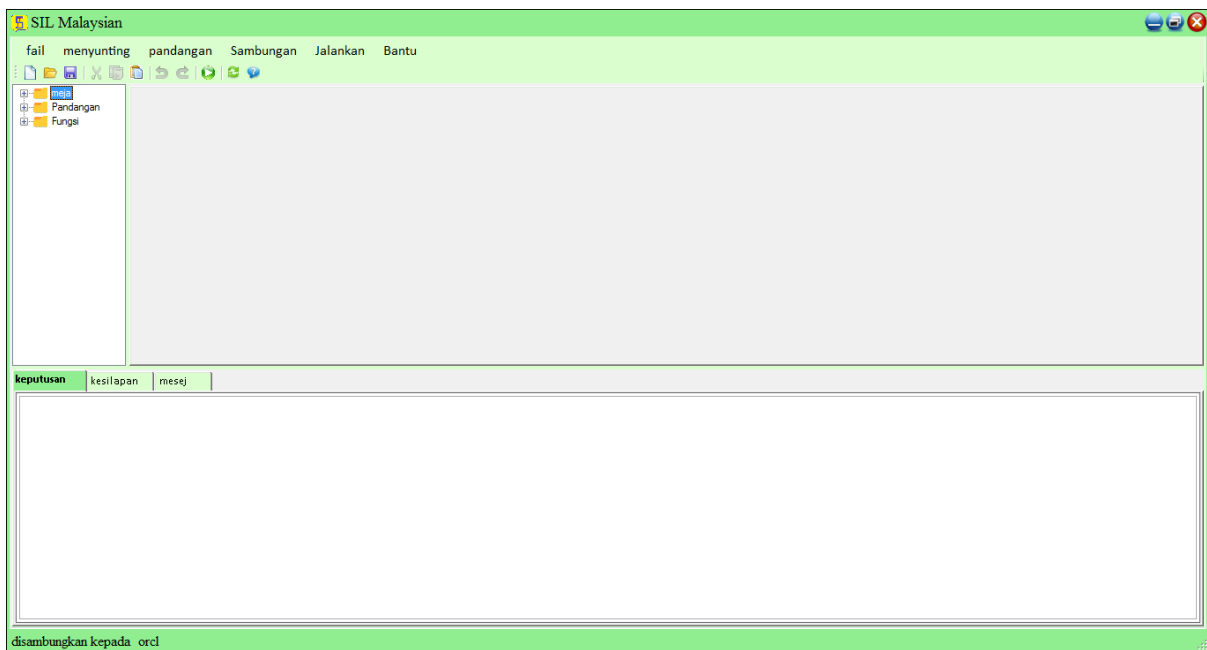 SIL Malaysian
fail menyunting pandangan Sambungan Jalankan Bantu
meja
Pandangan
Fungsi
keputusan kesilapan mesej
disambungkan kepada orcl